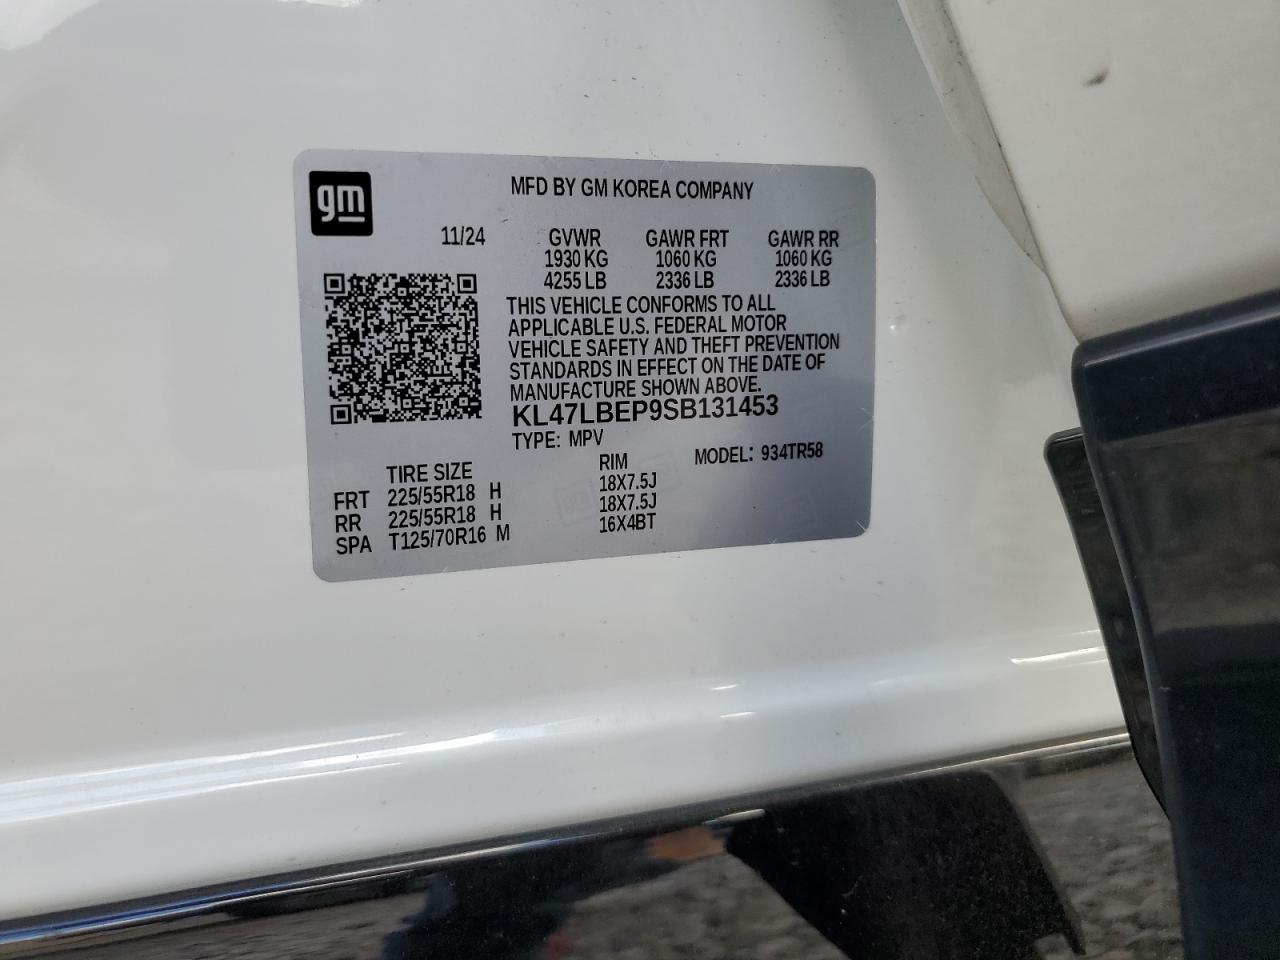 gm
MFD BY GM KOREA COMPANY
11/24 GVWR GAWR FRT GAWR RR
1930 KG 1060 KG 1060 KG
4255 LB 2336 LB 2336 LB
THIS VEHICLE CONFORMS TO ALL
APPLICABLE U.S. FEDERAL MOTOR
VEHICLE SAFETY AND THEFT PREVENTION
STANDARDS IN EFFECT ON THE DATE OF
MANUFACTURE SHOWN ABOVE.
KL47LBEP9SB131453
TYPE: MPV MODEL: 934TR58
TIRE SIZE RIM
FRT 225/55R18 H 18X7.5J
RR 225/55R18 H 18X7.5J
SPA T125/70R16 M 16X4BT